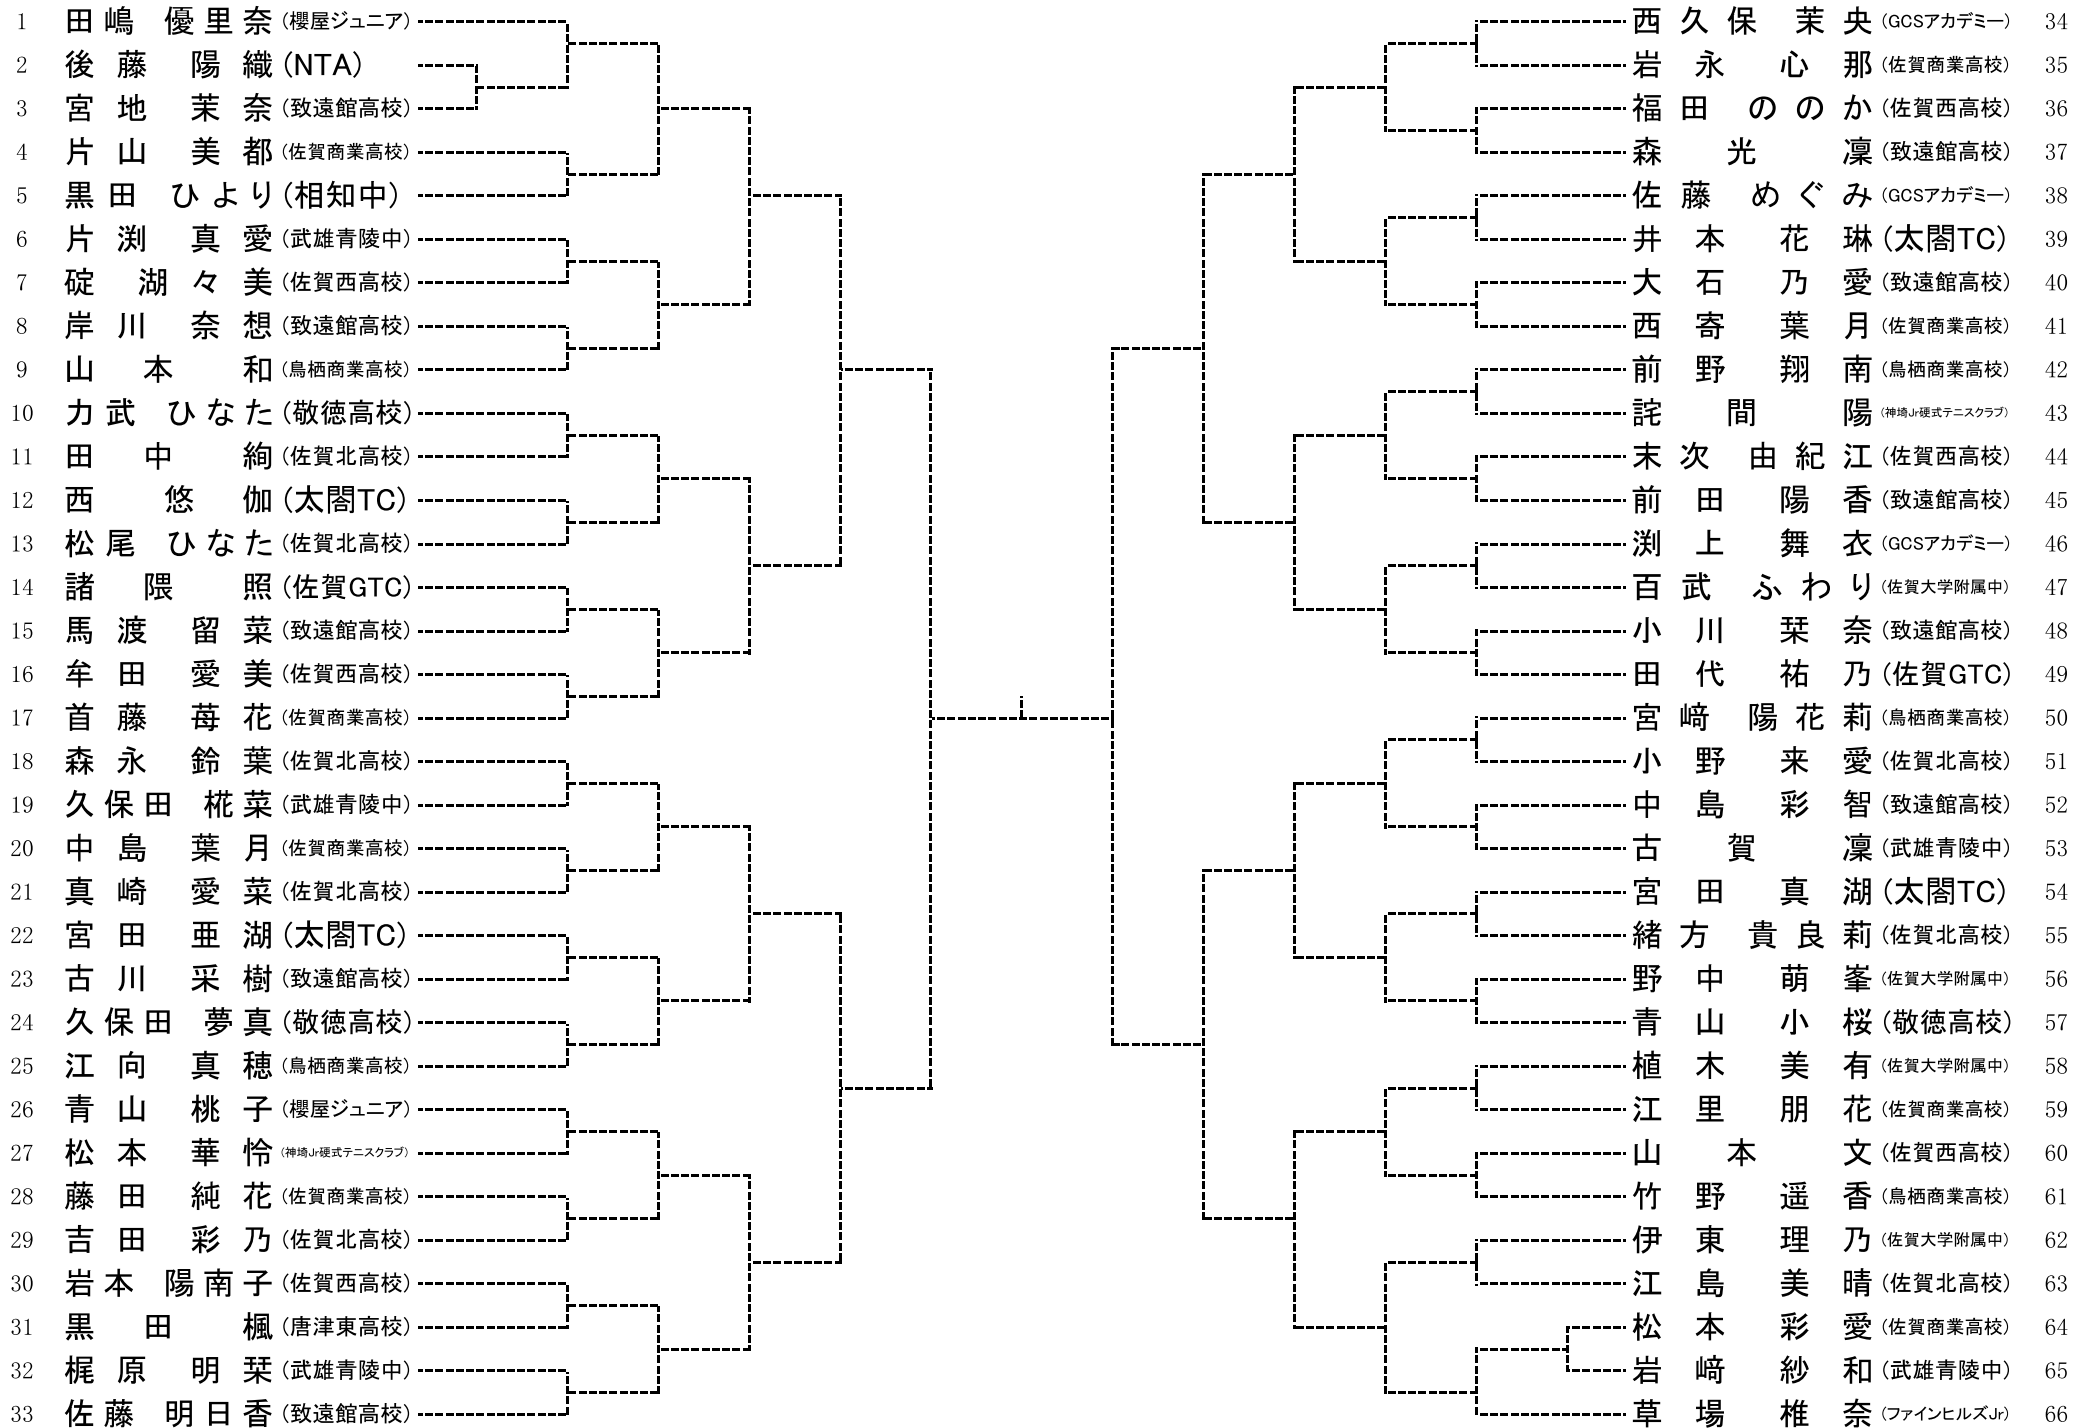 1 田嶋 優里奈 (櫻屋ジュニア)
2 後藤 陽織 (NTA)
3 宮地 茉奈 (致遠館高校)
4 片山 美都 (佐賀商業高校)
5 黒田 ひより (相知中)
6 片渕 真愛 (武雄青陵中)
7 碇 湖々美 (佐賀西高校)
8 岸川 奈想 (致遠館高校)
9 山本 和 (鳥栖商業高校)
10 力武 ひなた (敬徳高校)
11 田中 絢 (佐賀北高校)
12 西 悠伽 (太閤TC)
13 松尾 ひなた (佐賀北高校)
14 諸隈 照 (佐賀GTC)
15 馬渡 留菜 (致遠館高校)
16 牟田 愛美 (佐賀西高校)
17 首藤 苺花 (佐賀商業高校)
18 森永 鈴葉 (佐賀北高校)
19 久保田 椛菜 (武雄青陵中)
20 中島 葉月 (佐賀商業高校)
21 真崎 愛菜 (佐賀北高校)
22 宮田 亜湖 (太閤TC)
23 古川 采樹 (致遠館高校)
24 久保田 夢真 (敬徳高校)
25 江向 真穂 (鳥栖商業高校)
26 青山 桃子 (櫻屋ジュニア)
27 松本 華怜 (神埼Jr硬式テニスクラブ)
28 藤田 純花 (佐賀商業高校)
29 吉田 彩乃 (佐賀北高校)
30 岩本 陽南子 (佐賀西高校)
31 黒田 楓 (唐津東高校)
32 梶原 明栞 (武雄青陵中)
33 佐藤 明日香 (致遠館高校)
西久保 茉央 (GCSアカデミー) 34
岩永 心那 (佐賀商業高校) 35
福田 ののか (佐賀西高校) 36
森光 凜 (致遠館高校) 37
佐藤 めぐみ (GCSアカデミー) 38
井本 花琳 (太閤TC) 39
大石 乃愛 (致遠館高校) 40
西寄 葉月 (佐賀商業高校) 41
前野 翔南 (鳥栖商業高校) 42
詫間 陽 (神埼Jr硬式テニスクラブ) 43
末次 由紀江 (佐賀西高校) 44
前田 陽香 (致遠館高校) 45
渕上 舞衣 (GCSアカデミー) 46
百武 ふわり (佐賀大学附属中) 47
小川 栞奈 (致遠館高校) 48
田代 祐乃 (佐賀GTC) 49
宮﨑 陽花莉 (鳥栖商業高校) 50
小野 来愛 (佐賀北高校) 51
中島 彩智 (致遠館高校) 52
古賀 凜 (武雄青陵中) 53
宮田 真湖 (太閤TC) 54
緒方 貴良莉 (佐賀北高校) 55
野中 萌峯 (佐賀大学附属中) 56
青山 小桜 (敬徳高校) 57
植木 美有 (佐賀大学附属中) 58
江里 朋花 (佐賀商業高校) 59
山本 文 (佐賀西高校) 60
竹野 遥香 (鳥栖商業高校) 61
伊東 理乃 (佐賀大学附属中) 62
江島 美晴 (佐賀北高校) 63
松本 彩愛 (佐賀商業高校) 64
岩﨑 紗和 (武雄青陵中) 65
草場 椎奈 (ファインヒルズJr) 66